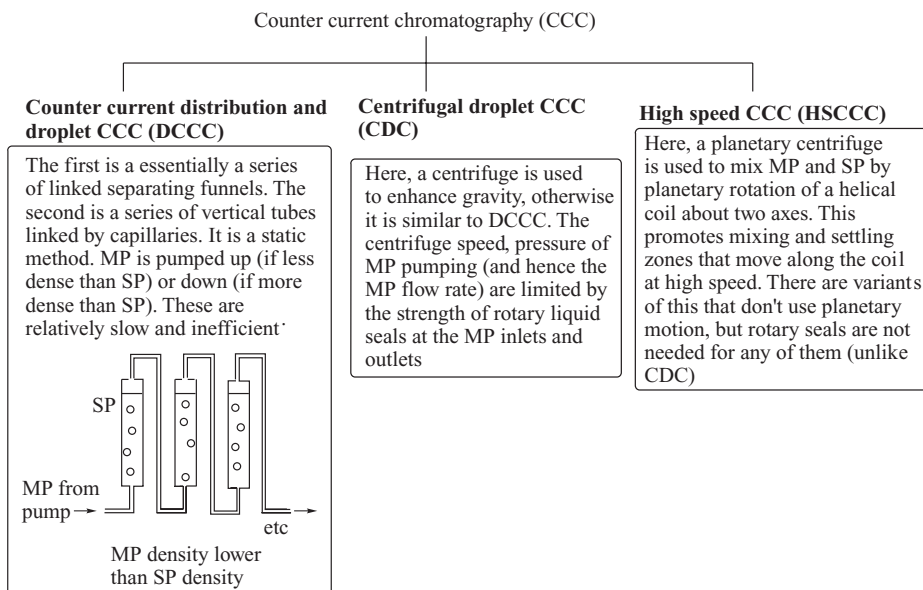 Counter current chromatography (CCC)
Counter current distribution and
droplet CCC (DCCC)
The first is a essentially a series
of linked separating funnels. The
second is a series of vertical tubes
linked by capillaries. It is a static
method. MP is pumped up (if less
dense than SP) or down (if more
dense than SP). These are
relatively slow and inefficient
SP
MP from
pump
etc
MP density lower
than SP density
Centrifugal droplet CCC
(CDC)
Here, a centrifuge is used
to enhance gravity, otherwise
it is similar to DCCC. The
centrifuge speed, pressure of
MP pumping (and hence the
MP flow rate) are limited by
the strength of rotary liquid
seals at the MP inlets and
outlets
High speed CCC (HSCCC)
Here, a planetary centrifuge
is used to mix MP and SP by
planetary rotation of a helical
coil about two axes. This
promotes mixing and settling
zones that move along the coil
at high speed. There are variants
of this that don't use planetary
motion, but rotary seals are not
needed for any of them (unlike
CDC)